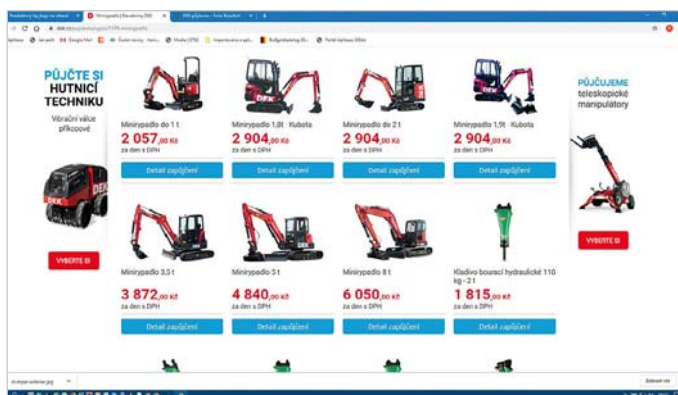 PŮJČTE SI
HUTNICÍ
TECHNIKU
Vibrační válce
příkopové
VYBERTE SI
Minirypadlo do 1 t
2 057,00 Kč
za den s DPH
Detail zapůjčení
Minirypadlo 1,8t - Kubota
2 904,00 Kč
za den s DPH
Detail zapůjčení
Minirypadlo do 2 t
2 904,00 Kč
za den s DPH
Detail zapůjčení
Minirypadlo 1,9t - Kubota
2 904,00 Kč
za den s DPH
Detail zapůjčení
PŮJČUJEME
teleskopické
manipulátory
VYBERTE SI
Minirypadlo 3,5 t
3 872,00 Kč
za den s DPH
Detail zapůjčení
Minirypadlo 5 t
4 840,00 Kč
za den s DPH
Detail zapůjčení
Minirypadlo 8 t
6 050,00 Kč
za den s DPH
Detail zapůjčení
Kladivo bourací hydraulické 110
kg - 2 t
1 815,00 Kč
za den s DPH
Detail zapůjčení
DEK
DEK
Zobrazit vše